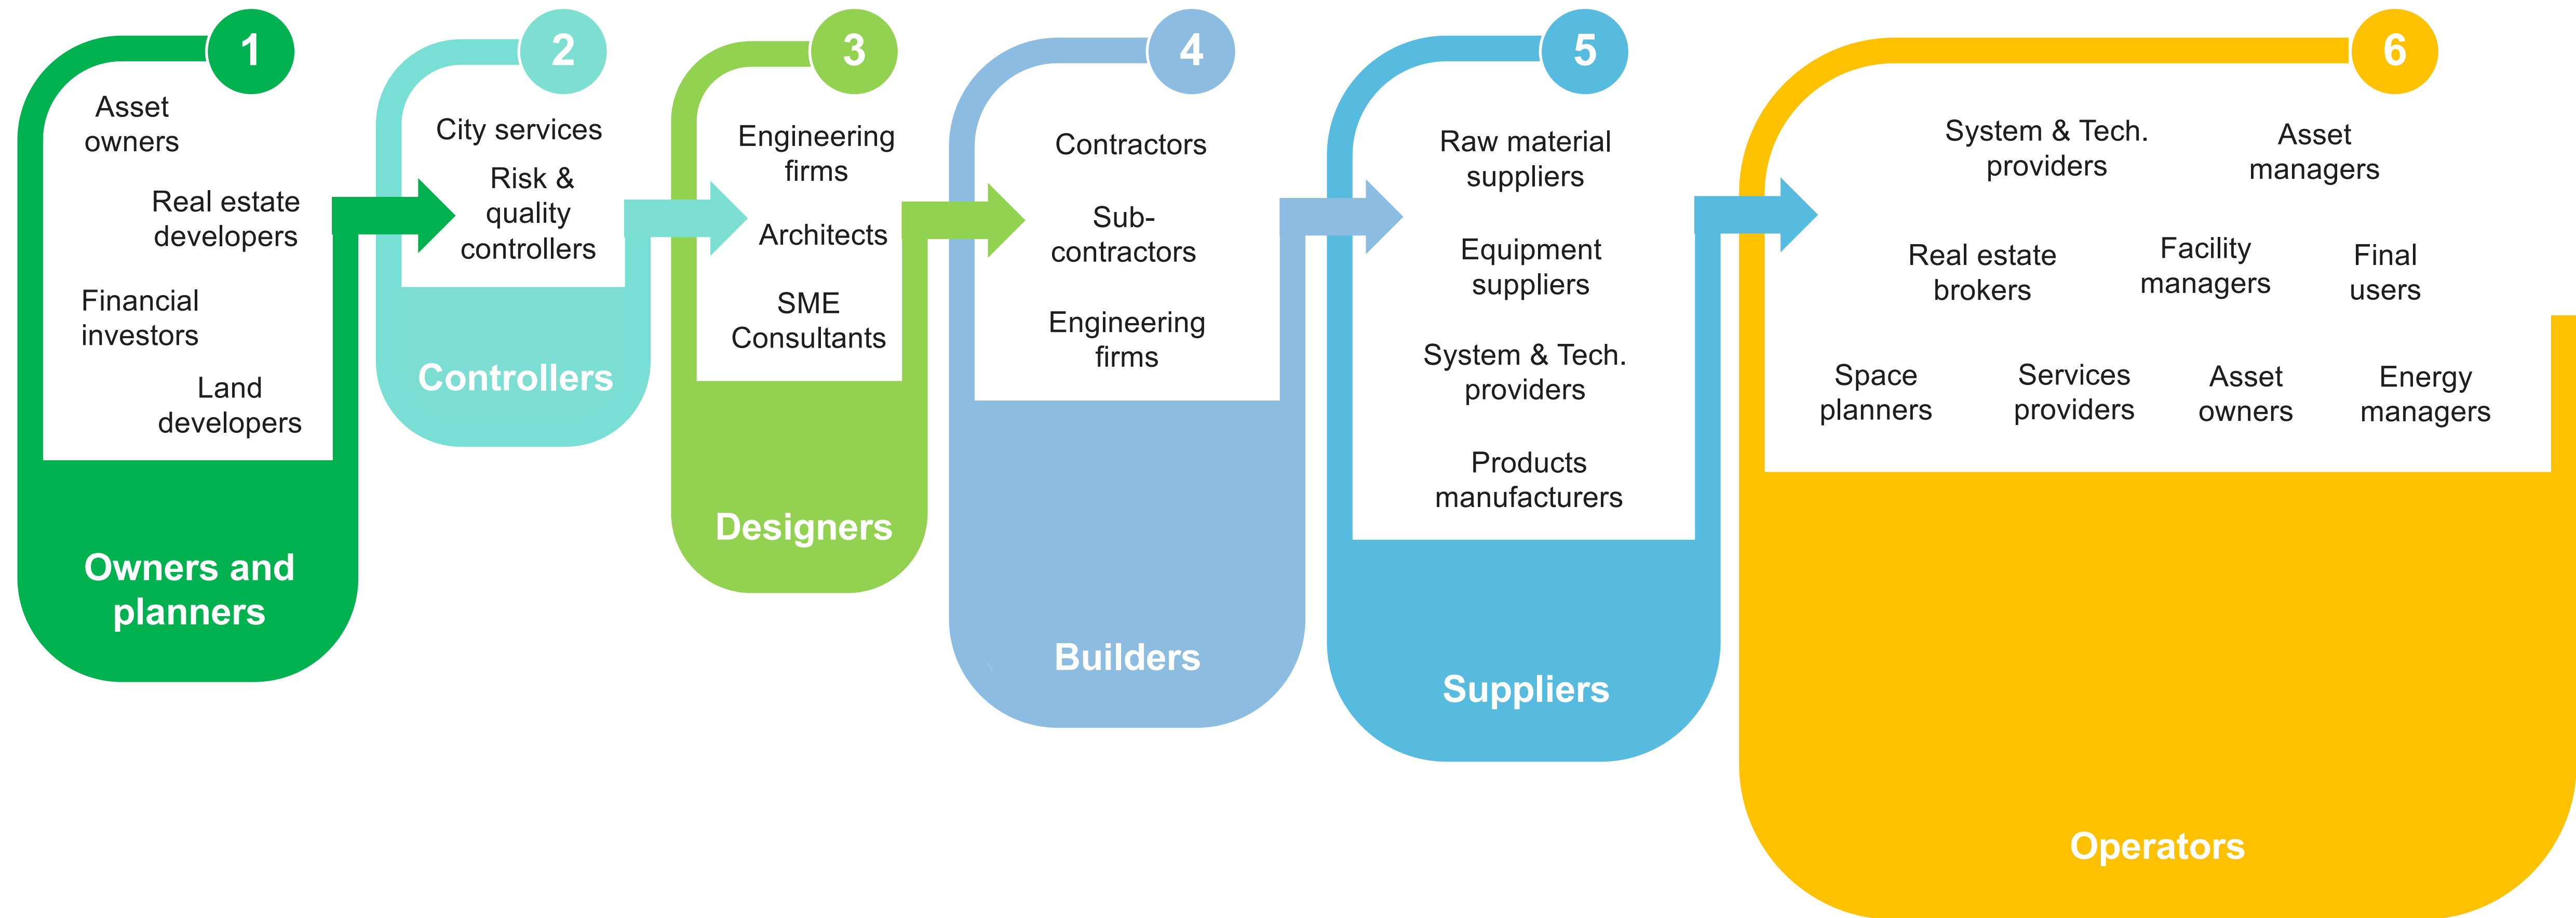 1
Asset
owners
Real estate
developers
Financial
investors
Land
developers
Owners and
planners
2
City services
Risk &
quality
controllers
Controllers
3
Engineering
firms
Architects
SME
Consultants
Designers
4
Contractors
Sub-
contractors
Engineering
firms
Builders
5
Raw material
suppliers
Equipment
suppliers
System & Tech.
providers
Products
manufacturers
Suppliers
6
System & Tech.
providers
Asset
managers
Real estate
brokers
Facility
managers
Final
users
Space
planners
Services
providers
Asset
owners
Energy
managers
Operators